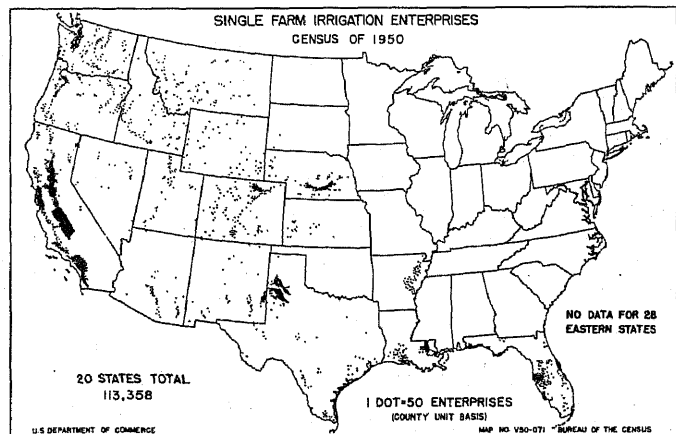 SINGLE FARM IRRIGATION ENTERPRISES
CENSUS OF 1950
NO DATA FOR 28
EASTERN STATES
20 STATES TOTAL
113,358
1 DOT=50 ENTERPRISES
(COUNTY UNIT BASIS)
U.S DEPARTMENT OF COMMERCE
MAP NO. V50-071 BUREAU OF THE CENSUS